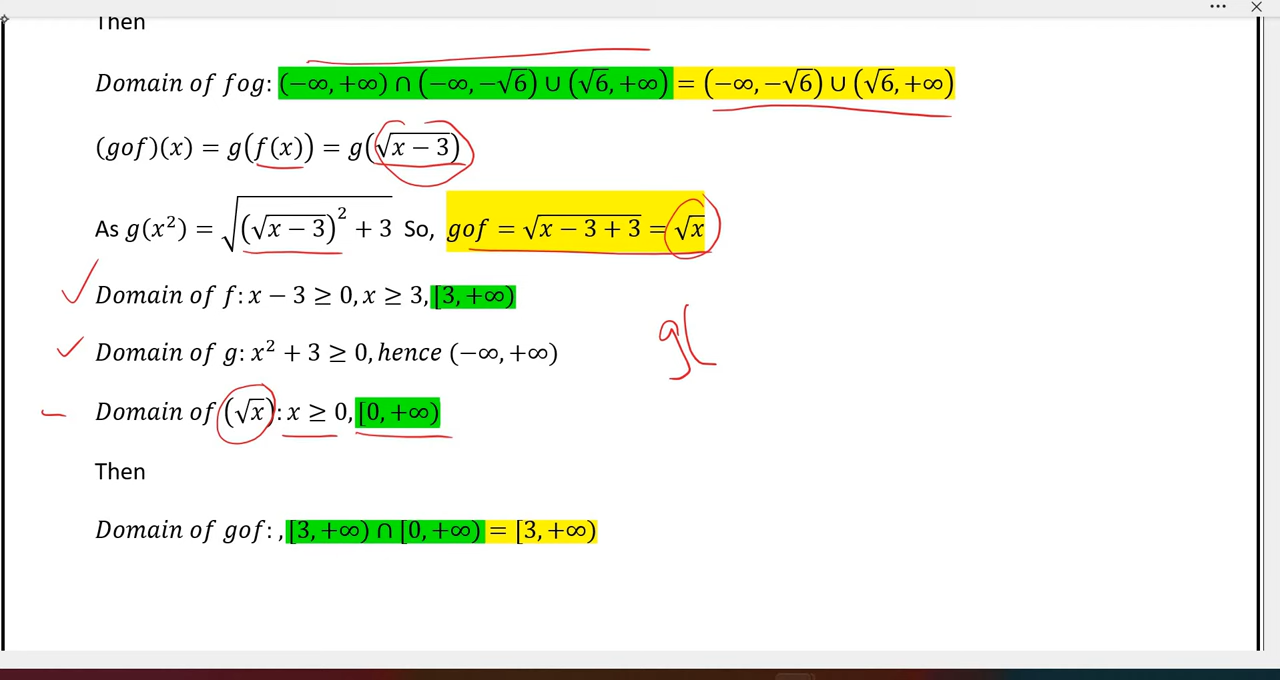 Then
Domain of fog: (−∞, +∞) ∩ (−∞, −√6) ∪ (√6, +∞) = (−∞, −√6) ∪ (√6, +∞)
(gof)(x) = g(f(x)) = g(√(x − 3))
As g(x²) = √((√(x − 3))² + 3) So, gof = √(x − 3 + 3) = √x
Domain of f: x − 3 ≥ 0, x ≥ 3, [3, +∞)
Domain of g: x² + 3 ≥ 0, hence (−∞, +∞)
g(
Domain of (√x): x ≥ 0, [0, +∞)
Then
Domain of gof: , [3, +∞) ∩ [0, +∞) = [3, +∞)